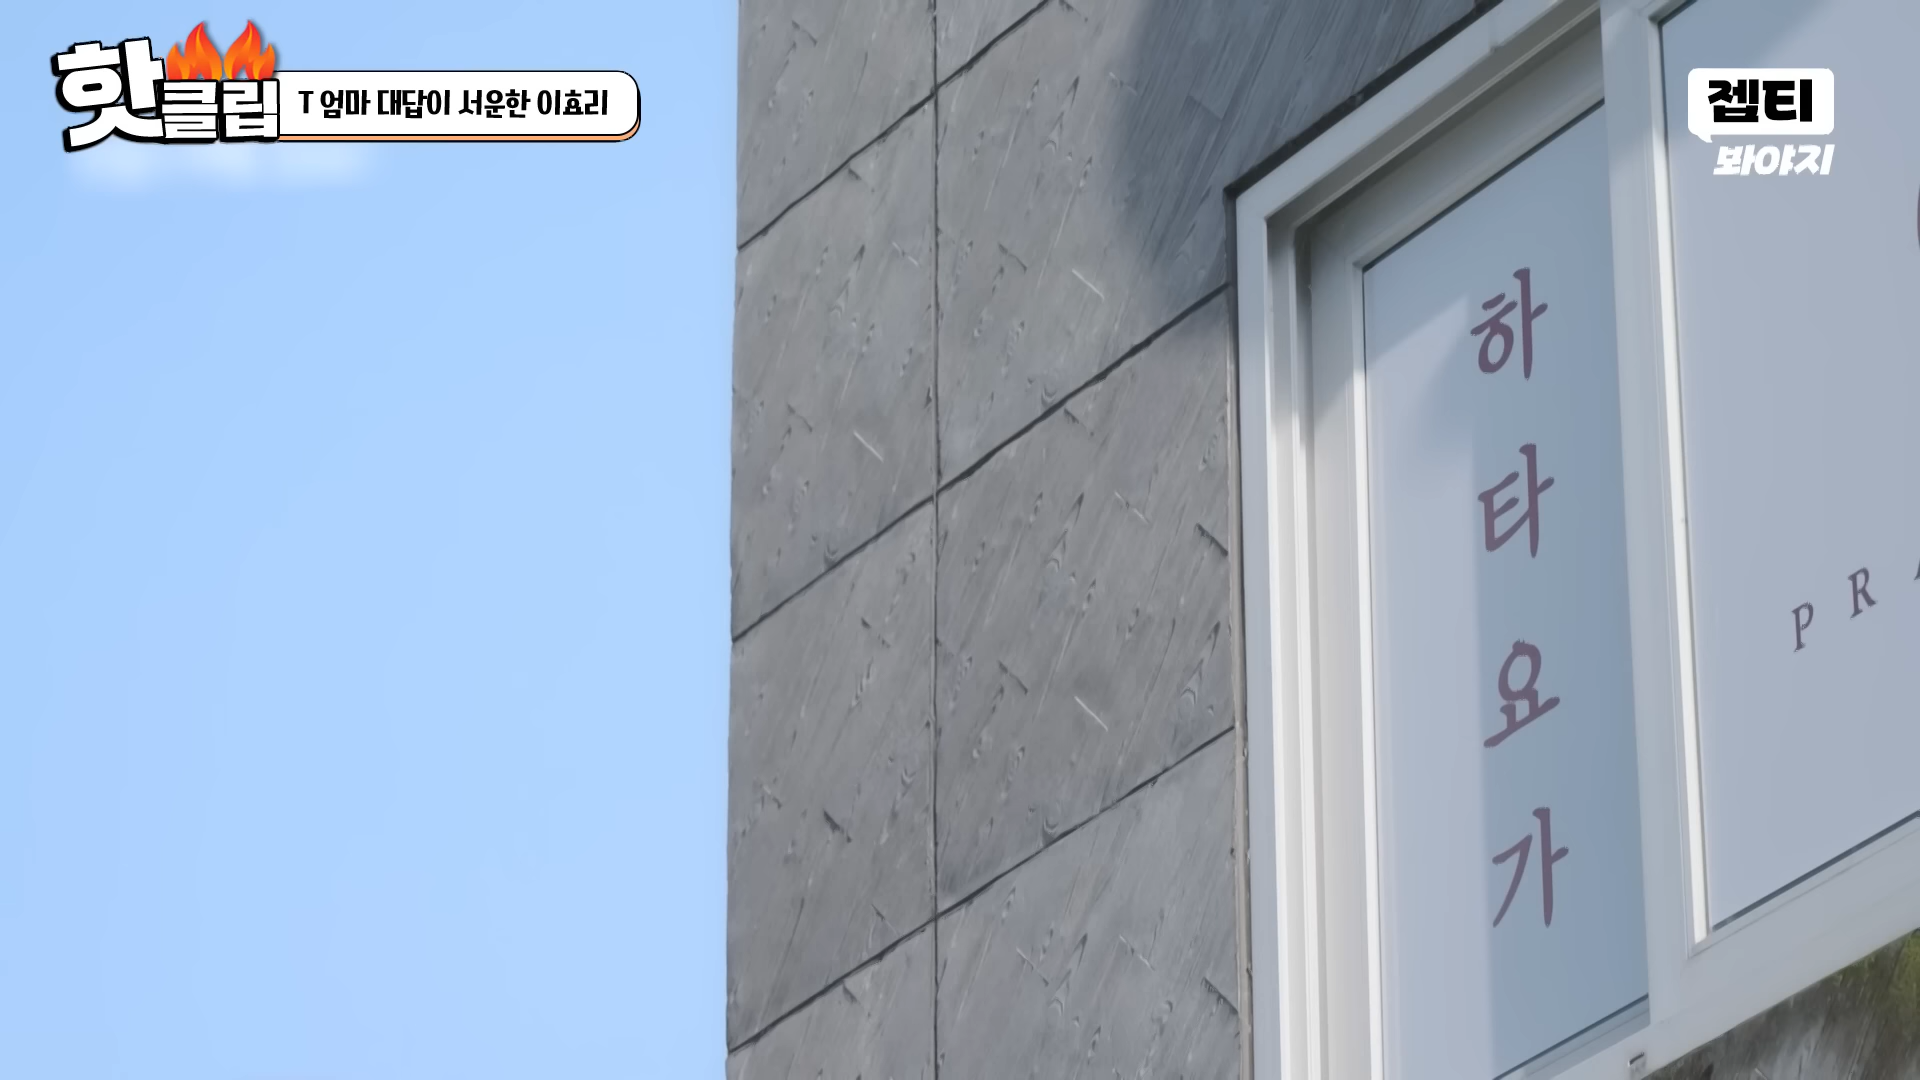 핫클립
T 엄마 대답이 서운한 이효리
젭티
봐야지
하타요가
PR